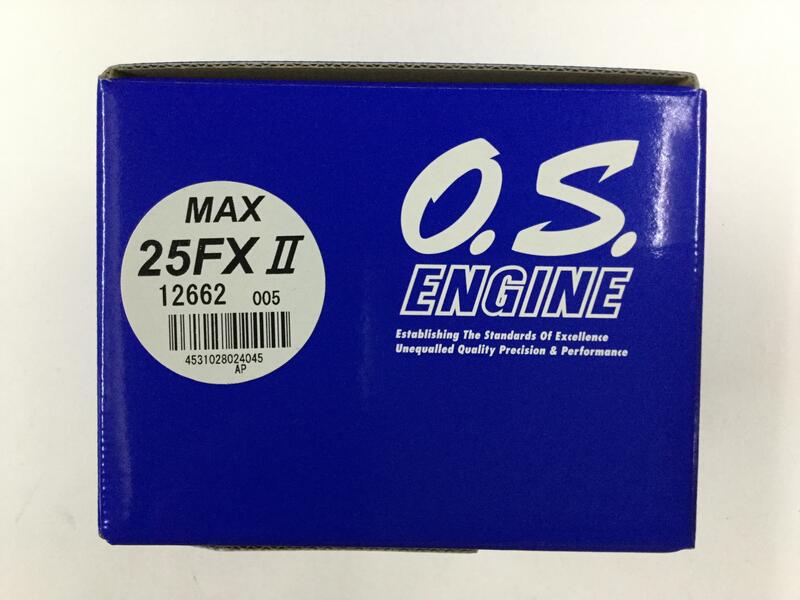 MAX
25FX II
12662 005
4531028024045
AP
O.S.
ENGINE
Establishing The Standards Of Excellence
Unequalled Quality Precision & Performance